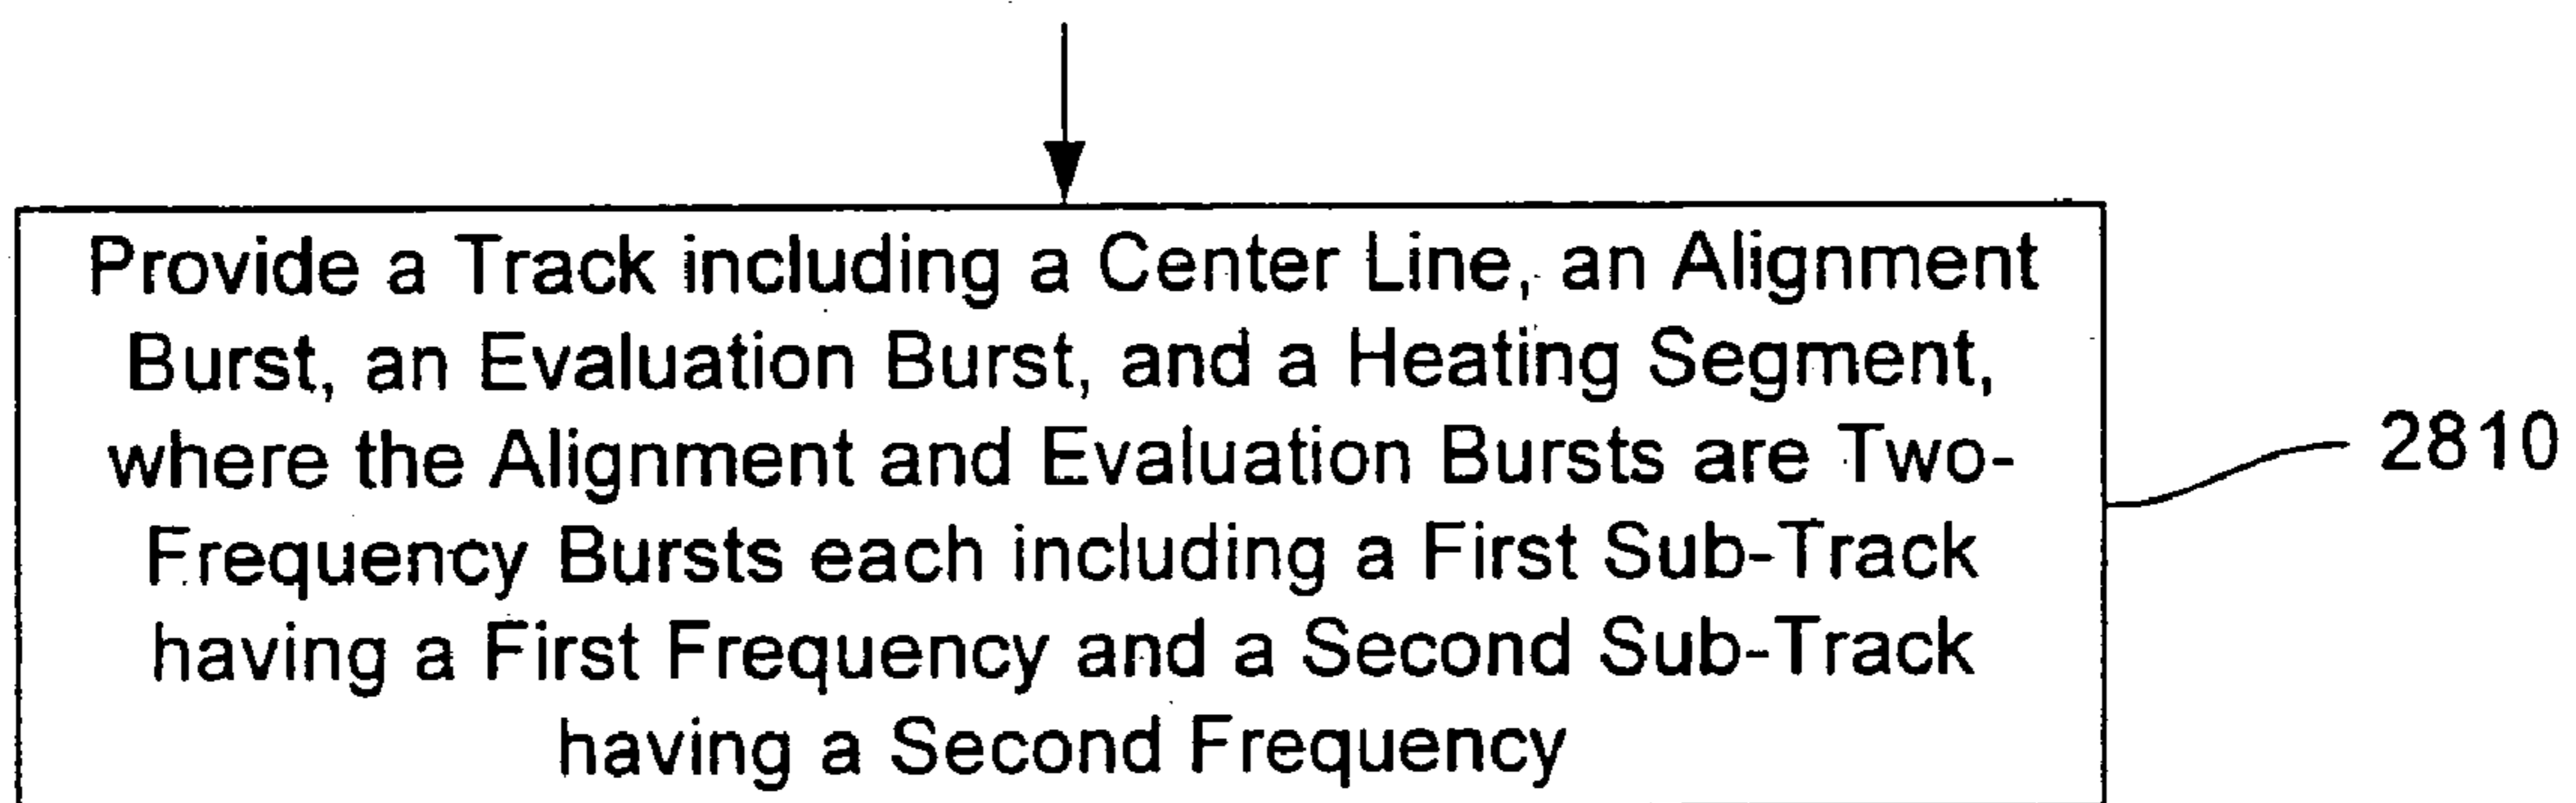 Provide a Track including a Center Line, an Alignment
Burst, an Evaluation Burst, and a Heating Segment,
where the Alignment and Evaluation Bursts are Two-
Frequency Bursts each including a First Sub-Track
having a First Frequency and a Second Sub-Track
having a Second Frequency
2810